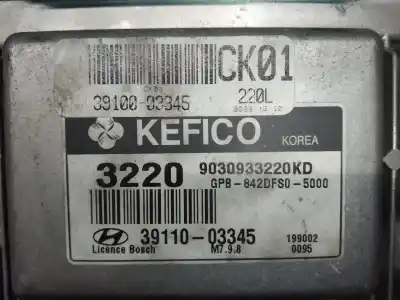 CK01
CK01
39100-03345
220L
KEFICO
KOREA
3220
9030933220KD
GPB-842DFS0-5000
39110-03345
199002
Licence Bosch
M7.9.8
0095